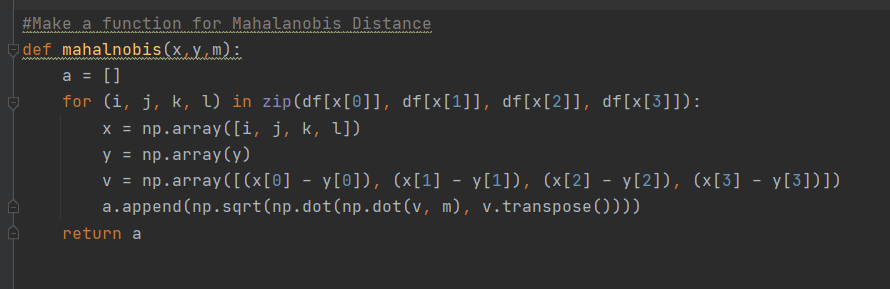 #Make a function for Mahalanobis Distance
def mahalnobis(x,y,m):
    a = []
    for (i, j, k, l) in zip(df[x[0]], df[x[1]], df[x[2]], df[x[3]]):
        x = np.array([i, j, k, l])
        y = np.array(y)
        v = np.array([(x[0] - y[0]), (x[1] - y[1]), (x[2] - y[2]), (x[3] - y[3])])
        a.append(np.sqrt(np.dot(np.dot(v, m), v.transpose())))
    return a